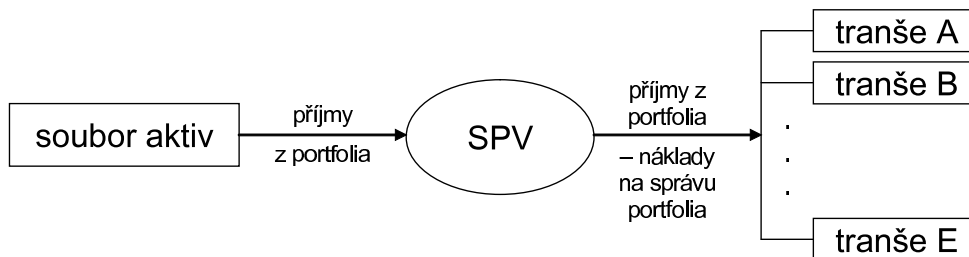 soubor aktiv
příjmy
z portfolia
SPV
příjmy z
portfolia
– náklady
na správu
portfolia
tranše A
tranše B
.
.
.
tranše E